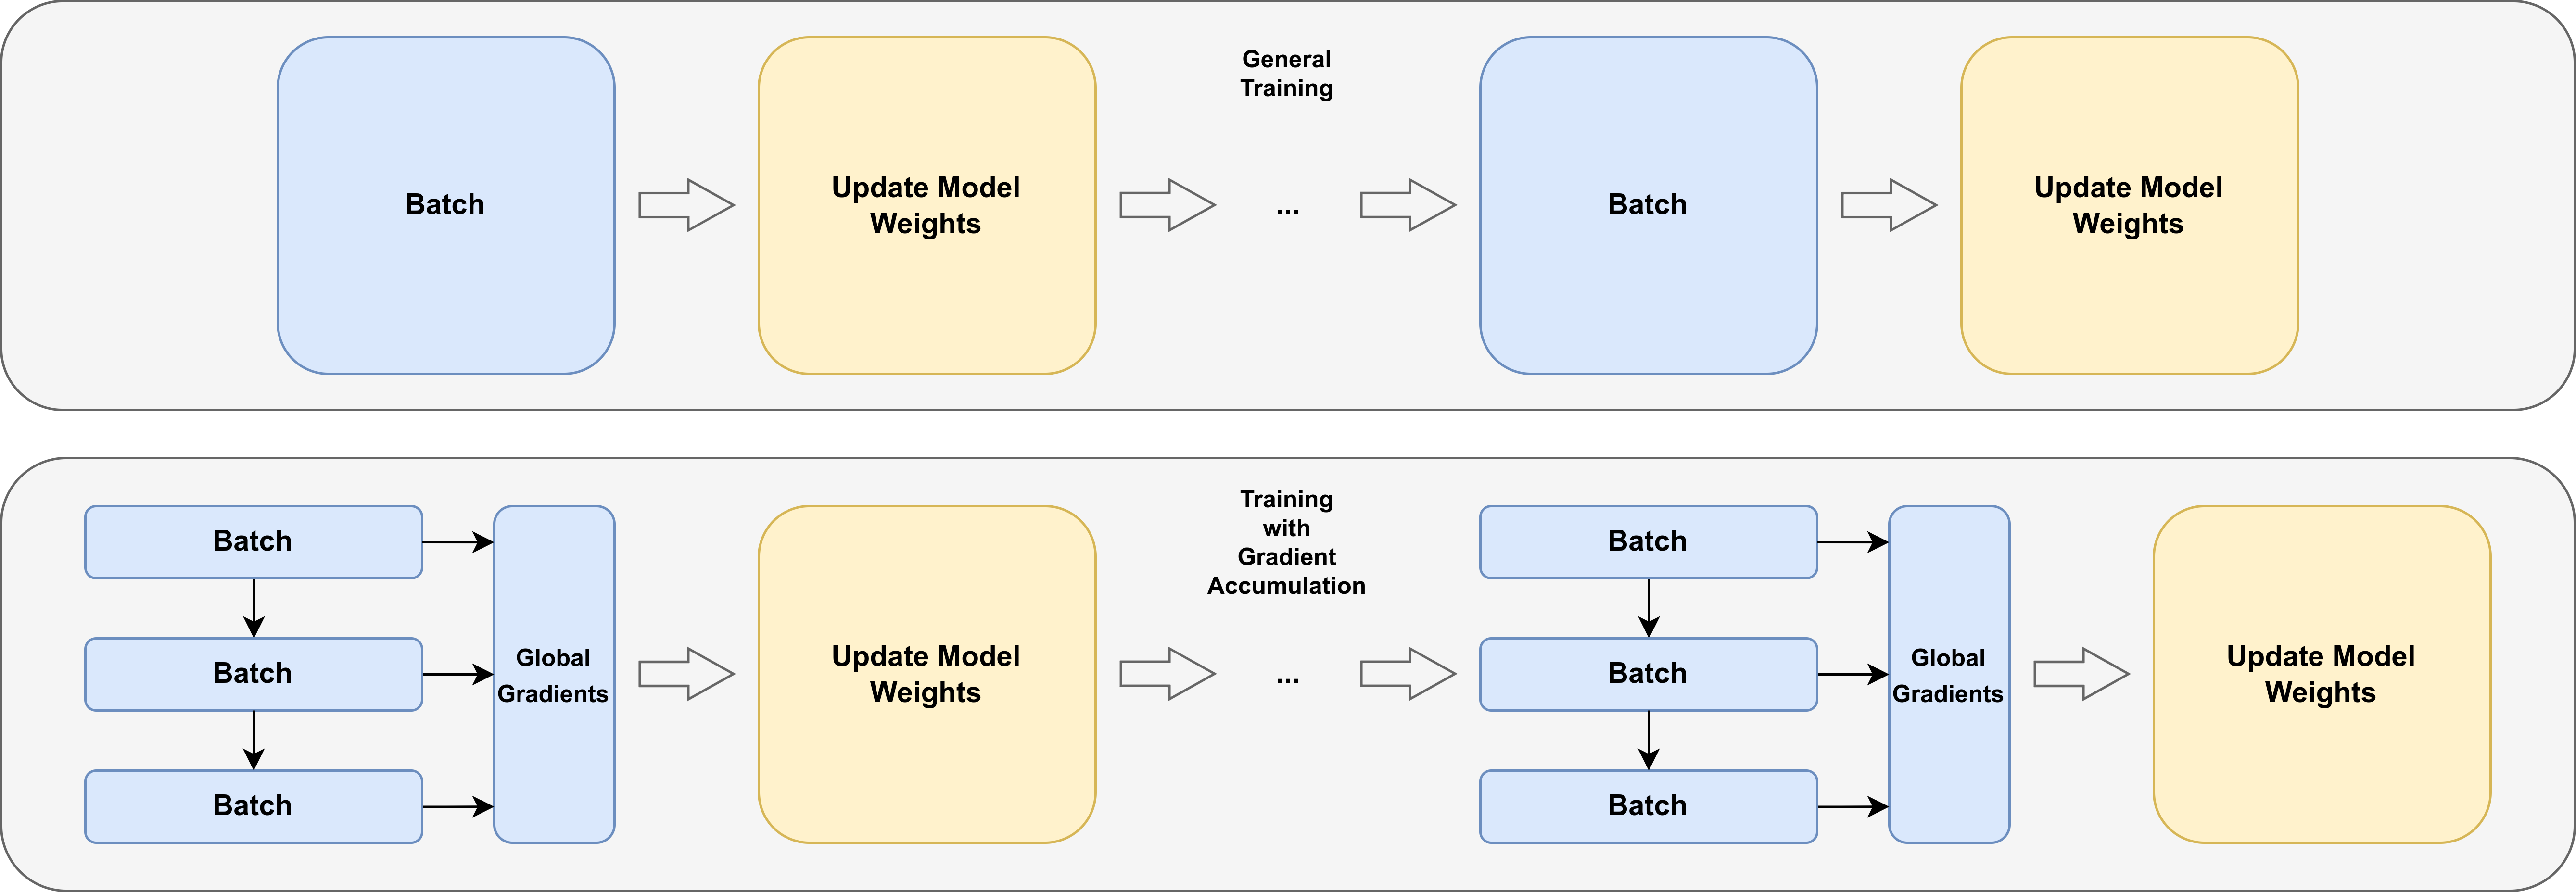 General
Training
Batch
Update Model
Weights
...
Batch
Update Model
Weights
Training
with
Gradient
Accumulation
Batch
Batch
Batch
Global
Gradients
Update Model
Weights
...
Batch
Batch
Batch
Global
Gradients
Update Model
Weights